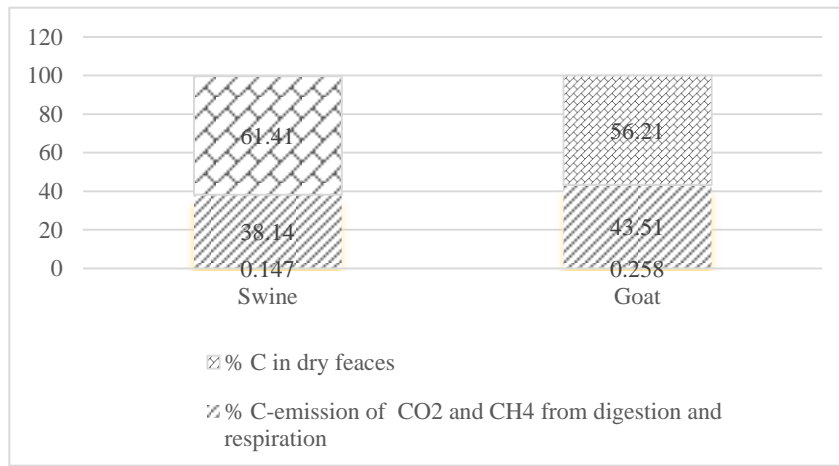 120
100
80
60
40
20
0
61.41
56.21
38.14
43.51
0.147
0.258
Swine
Goat
% C in dry feaces
% C-emission of CO2 and CH4 from digestion and
respiration